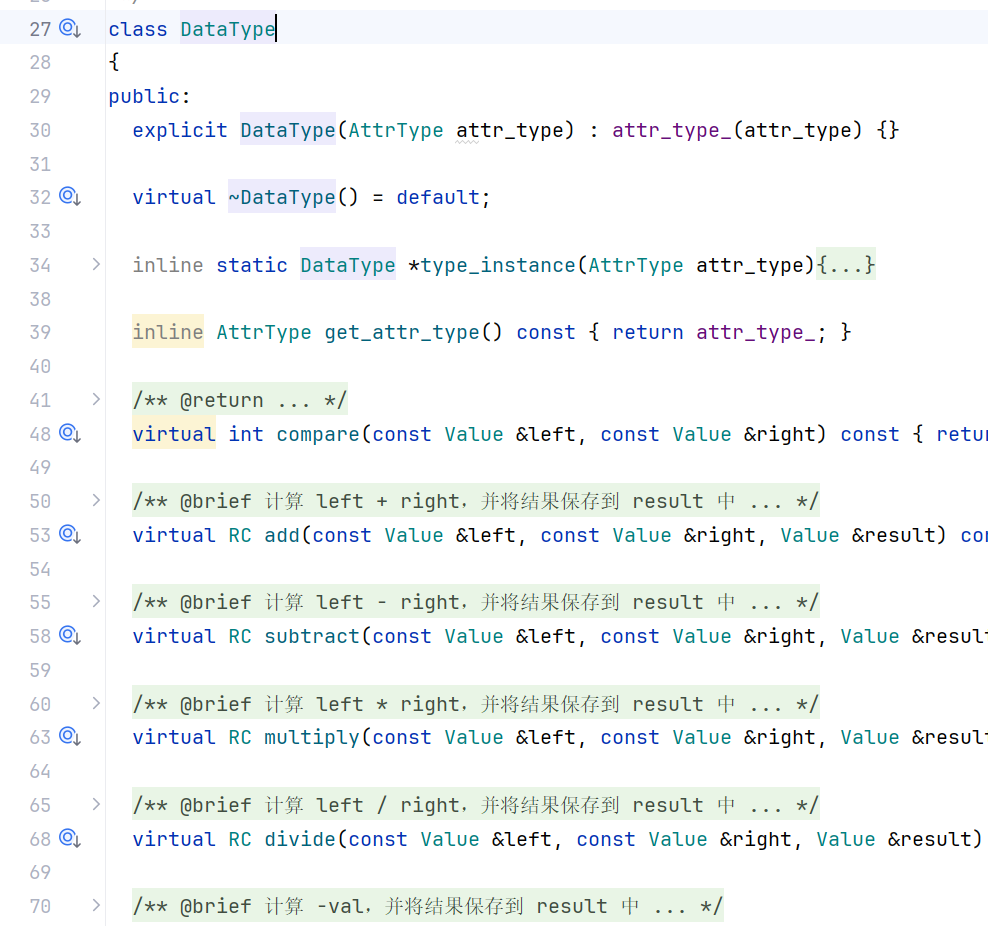 27 class DataType
28 {
29 public:
30 explicit DataType(AttrType attr_type) : attr_type_(attr_type) {}
31
32 virtual ~DataType() = default;
33
34 inline static DataType *type_instance(AttrType attr_type){...}
38
39 inline AttrType get_attr_type() const { return attr_type_; }
40
41 /** @return ... */
48 virtual int compare(const Value &left, const Value &right) const { retur
49
50 /** @brief 计算 left + right，并将结果保存到 result 中 ... */
53 virtual RC add(const Value &left, const Value &right, Value &result) con
54
55 /** @brief 计算 left - right，并将结果保存到 result 中 ... */
58 virtual RC subtract(const Value &left, const Value &right, Value &result
59
60 /** @brief 计算 left * right，并将结果保存到 result 中 ... */
63 virtual RC multiply(const Value &left, const Value &right, Value &result
64
65 /** @brief 计算 left / right，并将结果保存到 result 中 ... */
68 virtual RC divide(const Value &left, const Value &right, Value &result)
69
70 /** @brief 计算 -val，并将结果保存到 result 中 ... */